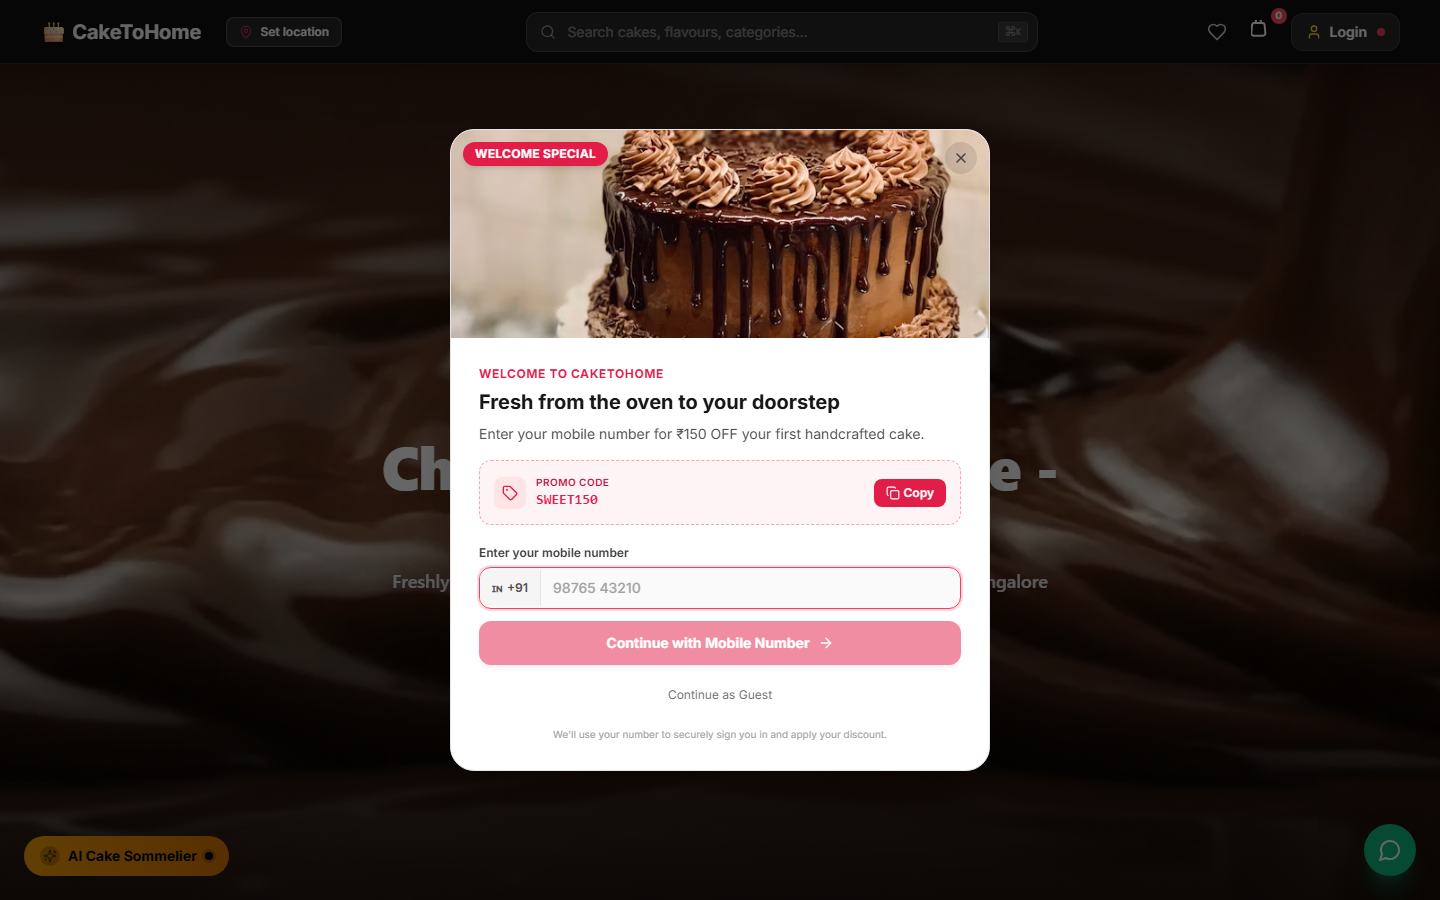 CakeToHome
Set location
Search cakes, flavours, categories...
⌘K
0
Login
WELCOME SPECIAL
WELCOME TO CAKETOHOME
Fresh from the oven to your doorstep
Enter your mobile number for ₹150 OFF your first handcrafted cake.
PROMO CODE
SWEET150
Copy
Ch
e -
Enter your mobile number
Freshly
ngalore
IN +91
98765 43210
Continue with Mobile Number
Continue as Guest
We'll use your number to securely sign you in and apply your discount.
AI Cake Sommelier